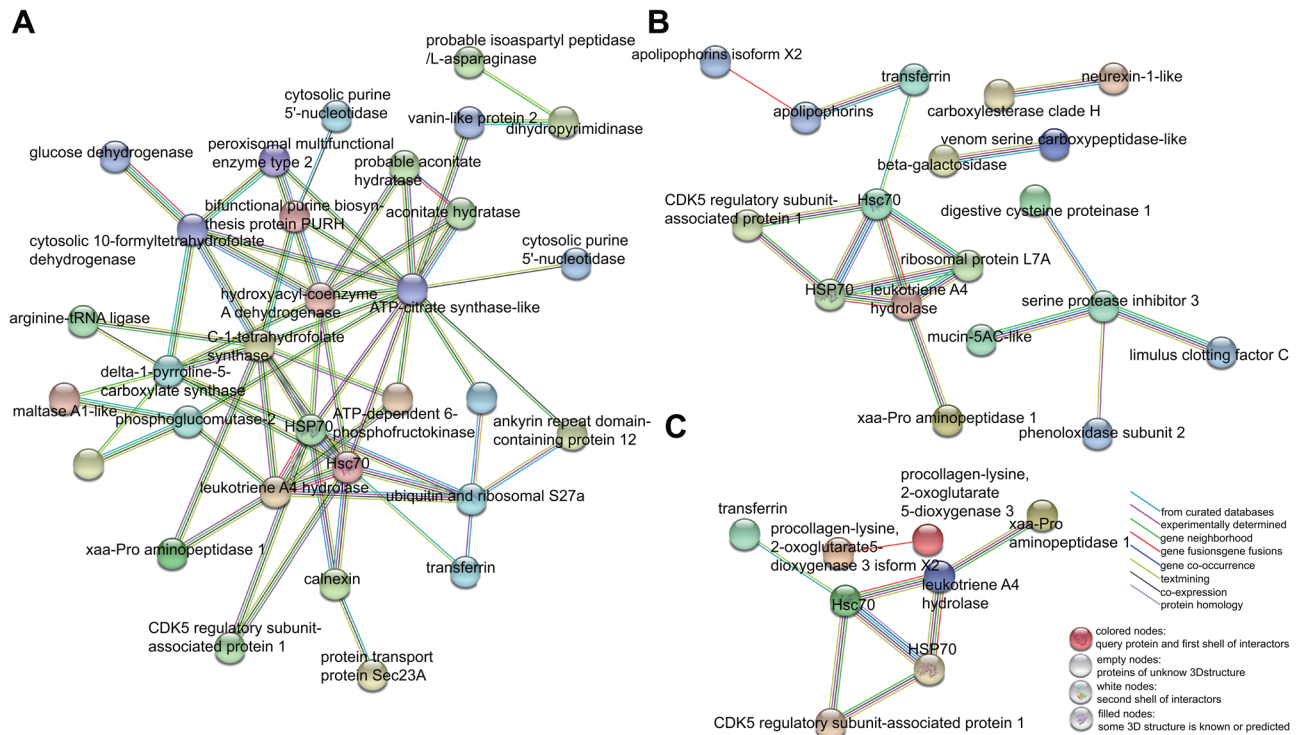 A
probable isoaspartyl peptidase
/L-asparaginase
cytosolic purine
5'-nucleotidase
vanin-like protein 2
dihydropyrimidinase
glucose dehydrogenase
peroxisomal multifunctional
enzyme type 2
probable aconitate
hydratase
bifunctional purine biosyn-
thesis protein PURH
aconitate hydratase
cytosolic 10-formyltetrahydrofolate
dehydrogenase
cytosolic purine
5'-nucleotidase
hydroxyacyl-coenzyme
A dehydrogenase
ATP-citrate synthase-like
arginine-tRNA ligase
C-1-tetrahydrofolate
synthase
delta-1-pyrroline-5-
carboxylate synthase
maltase A1-like
phosphoglucomutase-2
ATP-dependent 6-
phosphofructokinase
HSP70
ankyrin repeat domain-
containing protein 12
Hsc70
leukotriene A4 hydrolase
ubiquitin and ribosomal S27a
xaa-Pro aminopeptidase 1
calnexin
transferrin
CDK5 regulatory subunit-
associated protein 1
protein transport
protein Sec23A
B
apolipophorins isoform X2
transferrin
neurexin-1-like
apolipophorins
carboxylesterase clade H
venom serine carboxypeptidase-like
beta-galactosidase
CDK5 regulatory subunit-
associated protein 1
Hsc70
digestive cysteine proteinase 1
ribosomal protein L7A
HSP70
leukotriene A4
hydrolase
serine protease inhibitor 3
mucin-5AC-like
limulus clotting factor C
xaa-Pro aminopeptidase 1
phenoloxidase subunit 2
C
procollagen-lysine,
2-oxoglutarate
5-dioxygenase 3
transferrin
procollagen-lysine,
2-oxoglutarate5-
dioxygenase 3 isform X2
xaa-Pro
aminopeptidase 1
leukotriene A4
hydrolase
Hsc70
HSP70
CDK5 regulatory subunit-associated protein 1
from curated databases
experimentally determined
gene neighborhood
gene fusionsgene fusions
gene co-occurrence
textmining
co-expression
protein homology
colored nodes:
query protein and first shell of interactors
empty nodes:
proteins of unknow 3Dstructure
white nodes:
second shell of interactors
filled nodes:
some 3D structure is known or predicted